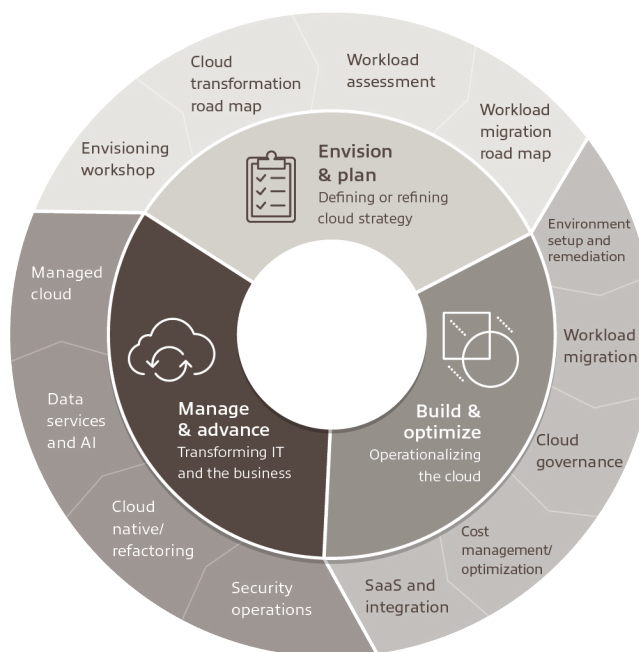 Cloud
transformation
road map
Workload
assessment
Workload
migration
road map
Envisioning
workshop
Envision
& plan
Defining or refining
cloud strategy
Environment
setup and
remediation
Workload
migration
Cloud
governance
Cost
management/
optimization
SaaS and
integration
Build &
optimize
Operationalizing
the cloud
Manage
& advance
Transforming IT
and the business
Managed
cloud
Data
services
and AI
Cloud
native/
refactoring
Security
operations